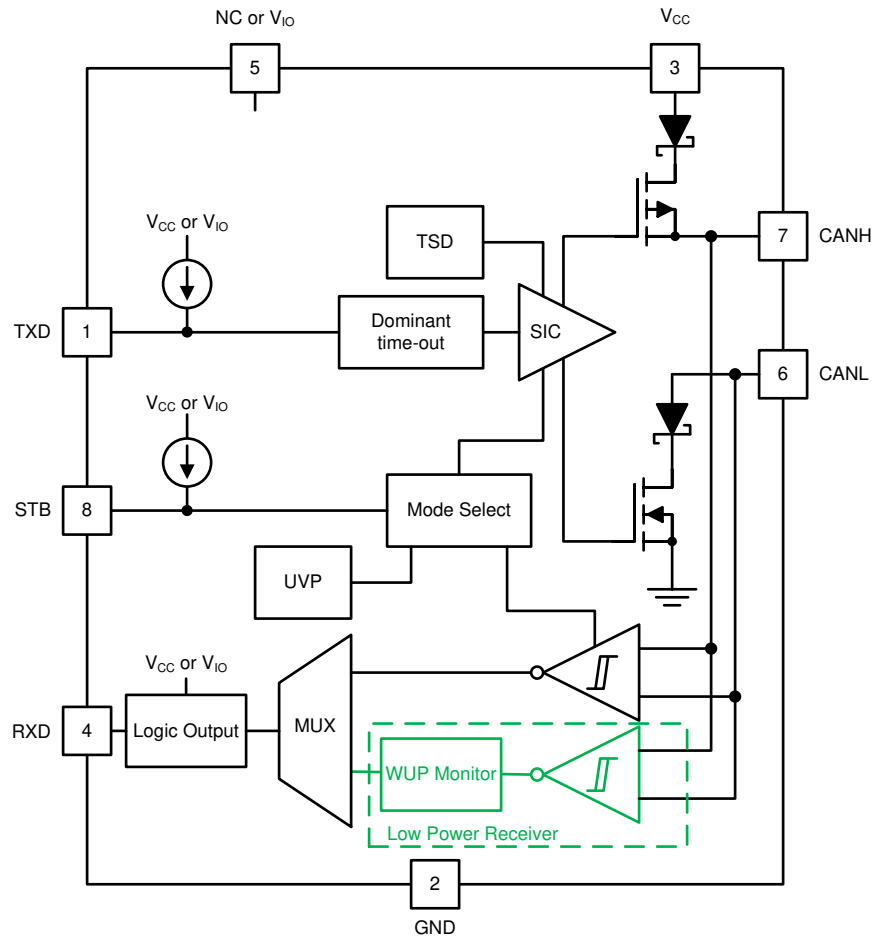 NC or VIO
VCC
5
3
VCC or VIO
TSD
7
CANH
TXD
1
Dominant
time-out
SIC
6
CANL
VCC or VIO
STB
8
Mode Select
UVP
VCC or VIO
RXD
4
Logic Output
MUX
WUP Monitor
Low Power Receiver
2
GND